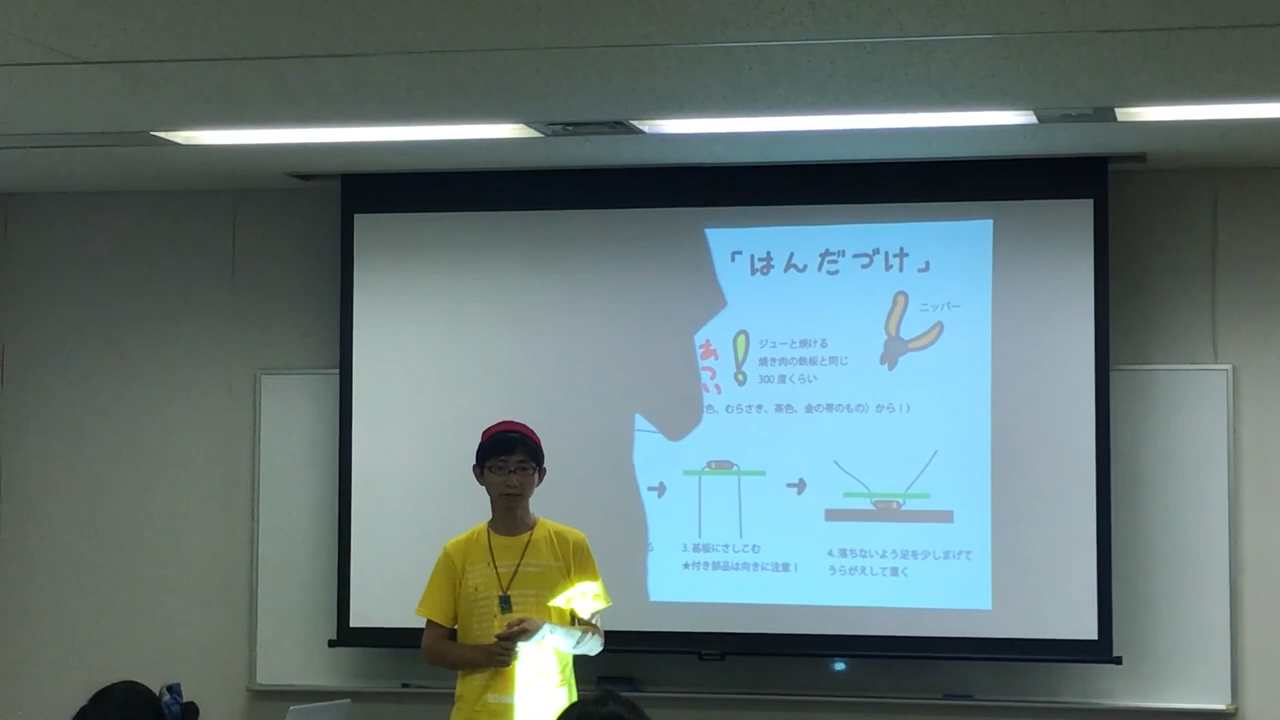 「はんだづけ」
ニッパー
あつい
ジューと焼ける
焼き肉の鉄板と同じ
300度くらい
色、むらさき、茶色、金の帯のもの）から！）
3.基板にさしこむ
★付き部品は向きに注意！
4.落ちないよう足を少しまげて
うらがえして置く